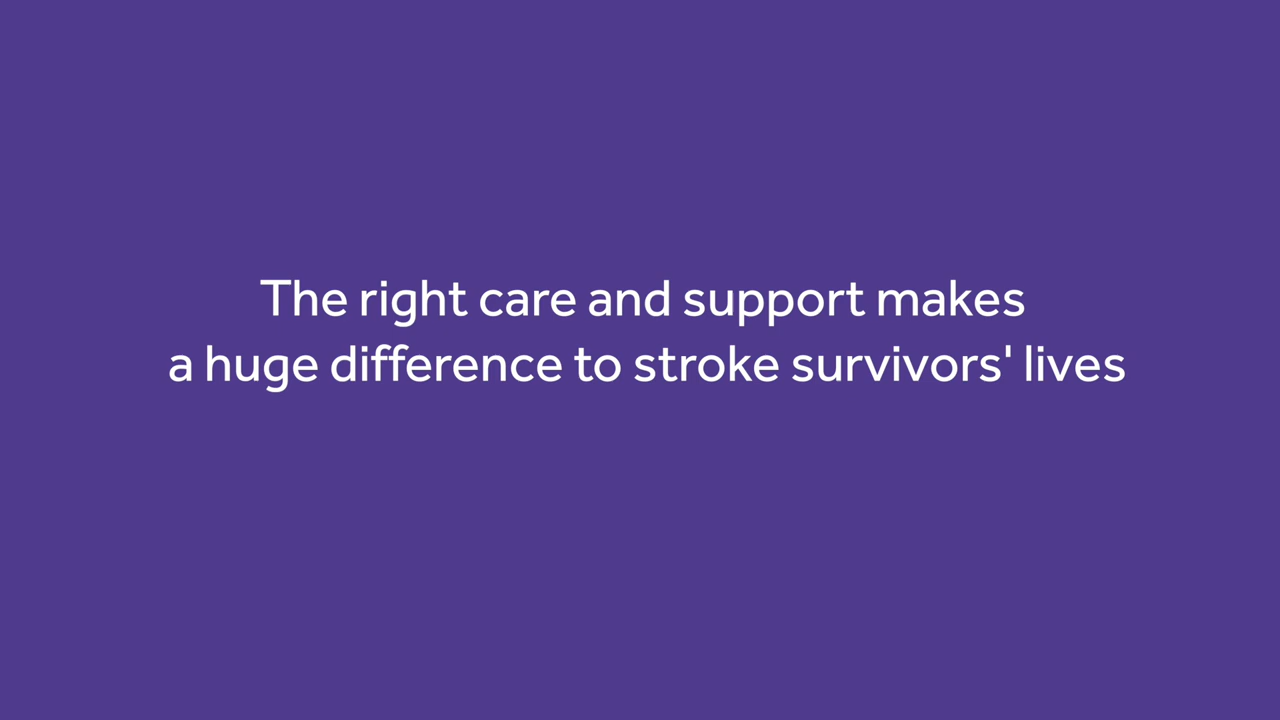 The right care and support makes
a huge difference to stroke survivors' lives